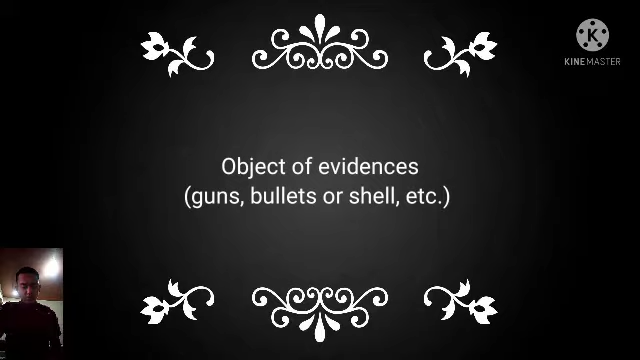 KINEMASTER
Object of evidences
(guns, bullets or shell, etc.)